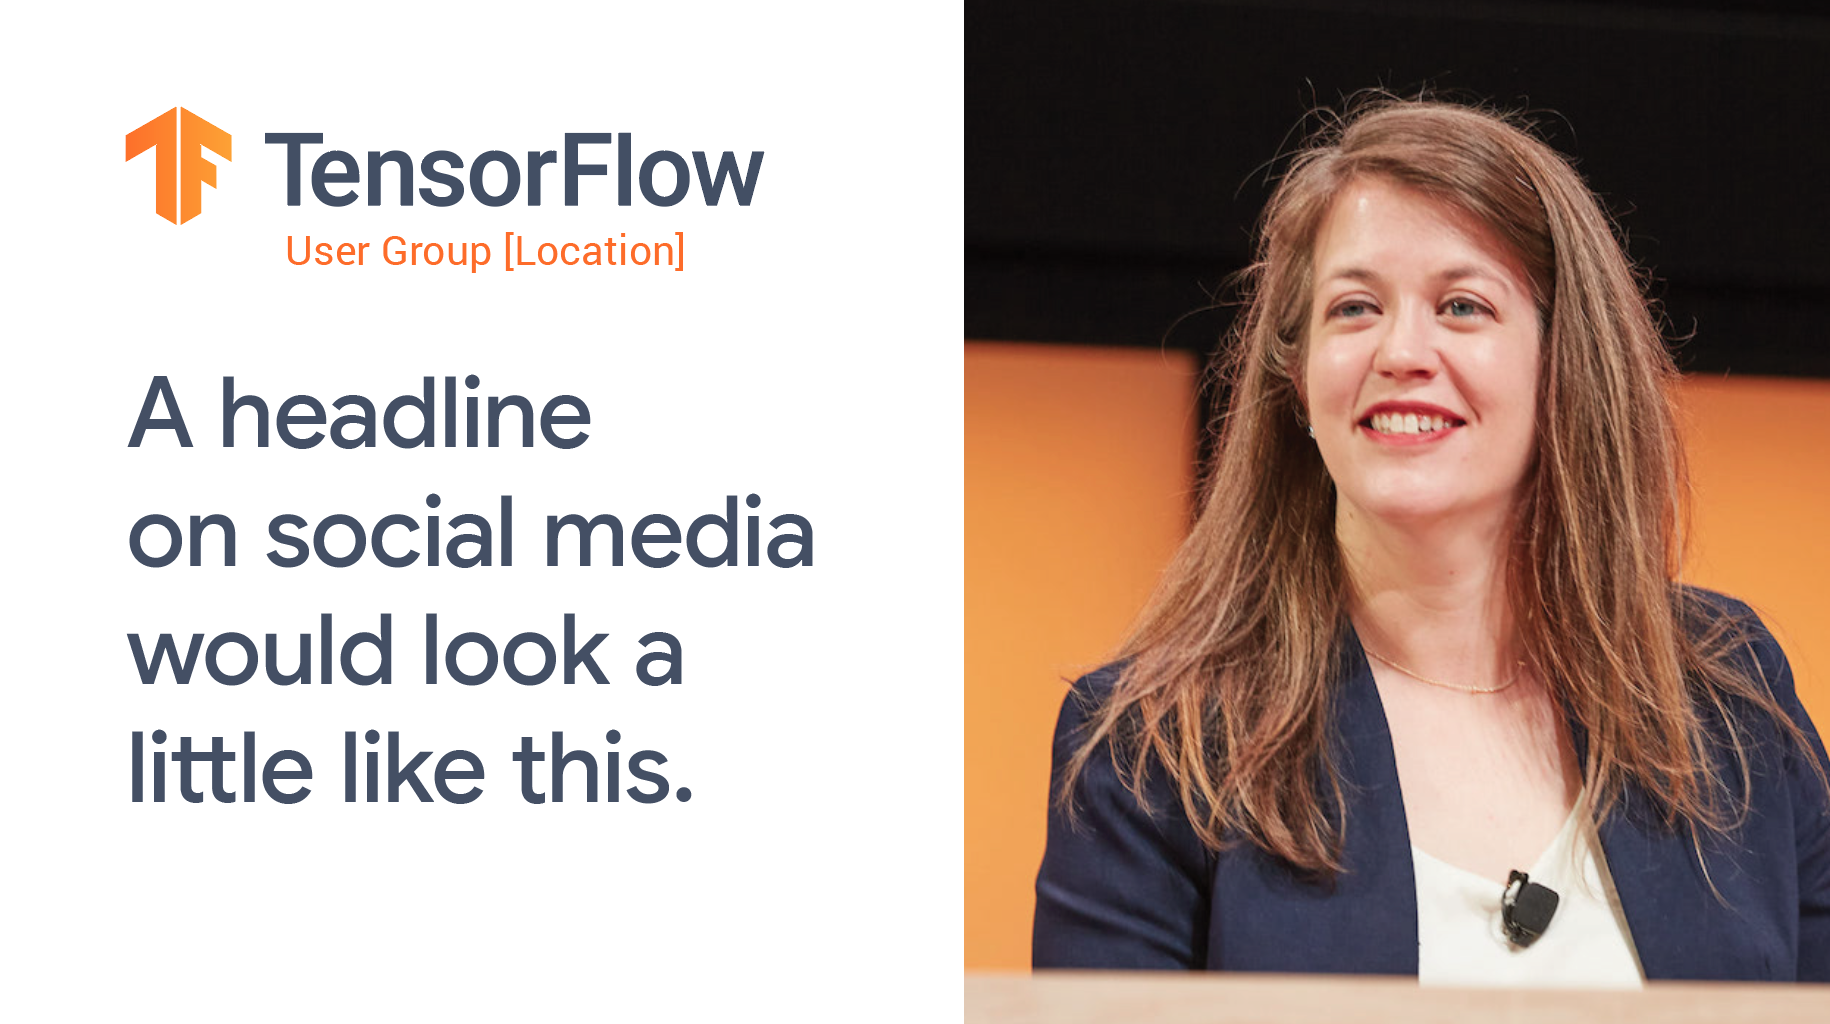 TensorFlow
User Group [Location]
A headline
on social media
would look a
little like this.